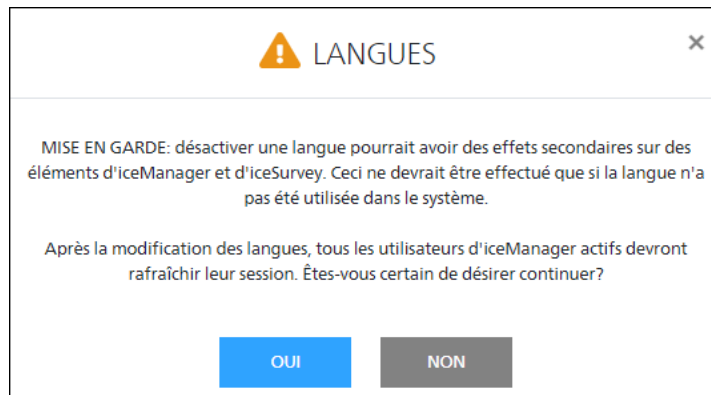 LANGUES
×
MISE EN GARDE: désactiver une langue pourrait avoir des effets secondaires sur des
éléments d'iceManager et d'iceSurvey. Ceci ne devrait être effectué que si la langue n'a
pas été utilisée dans le système.
Après la modification des langues, tous les utilisateurs d'iceManager actifs devront
rafraîchir leur session. Êtes-vous certain de désirer continuer?
OUI
NON